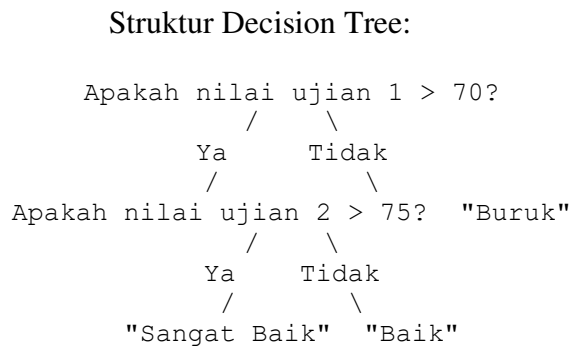 Struktur Decision Tree:
Apakah nilai ujian 1 > 70?
/ \
Ya Tidak
/ \
Apakah nilai ujian 2 > 75? "Buruk"
/ \
Ya Tidak
/ \
"Sangat Baik" "Baik"